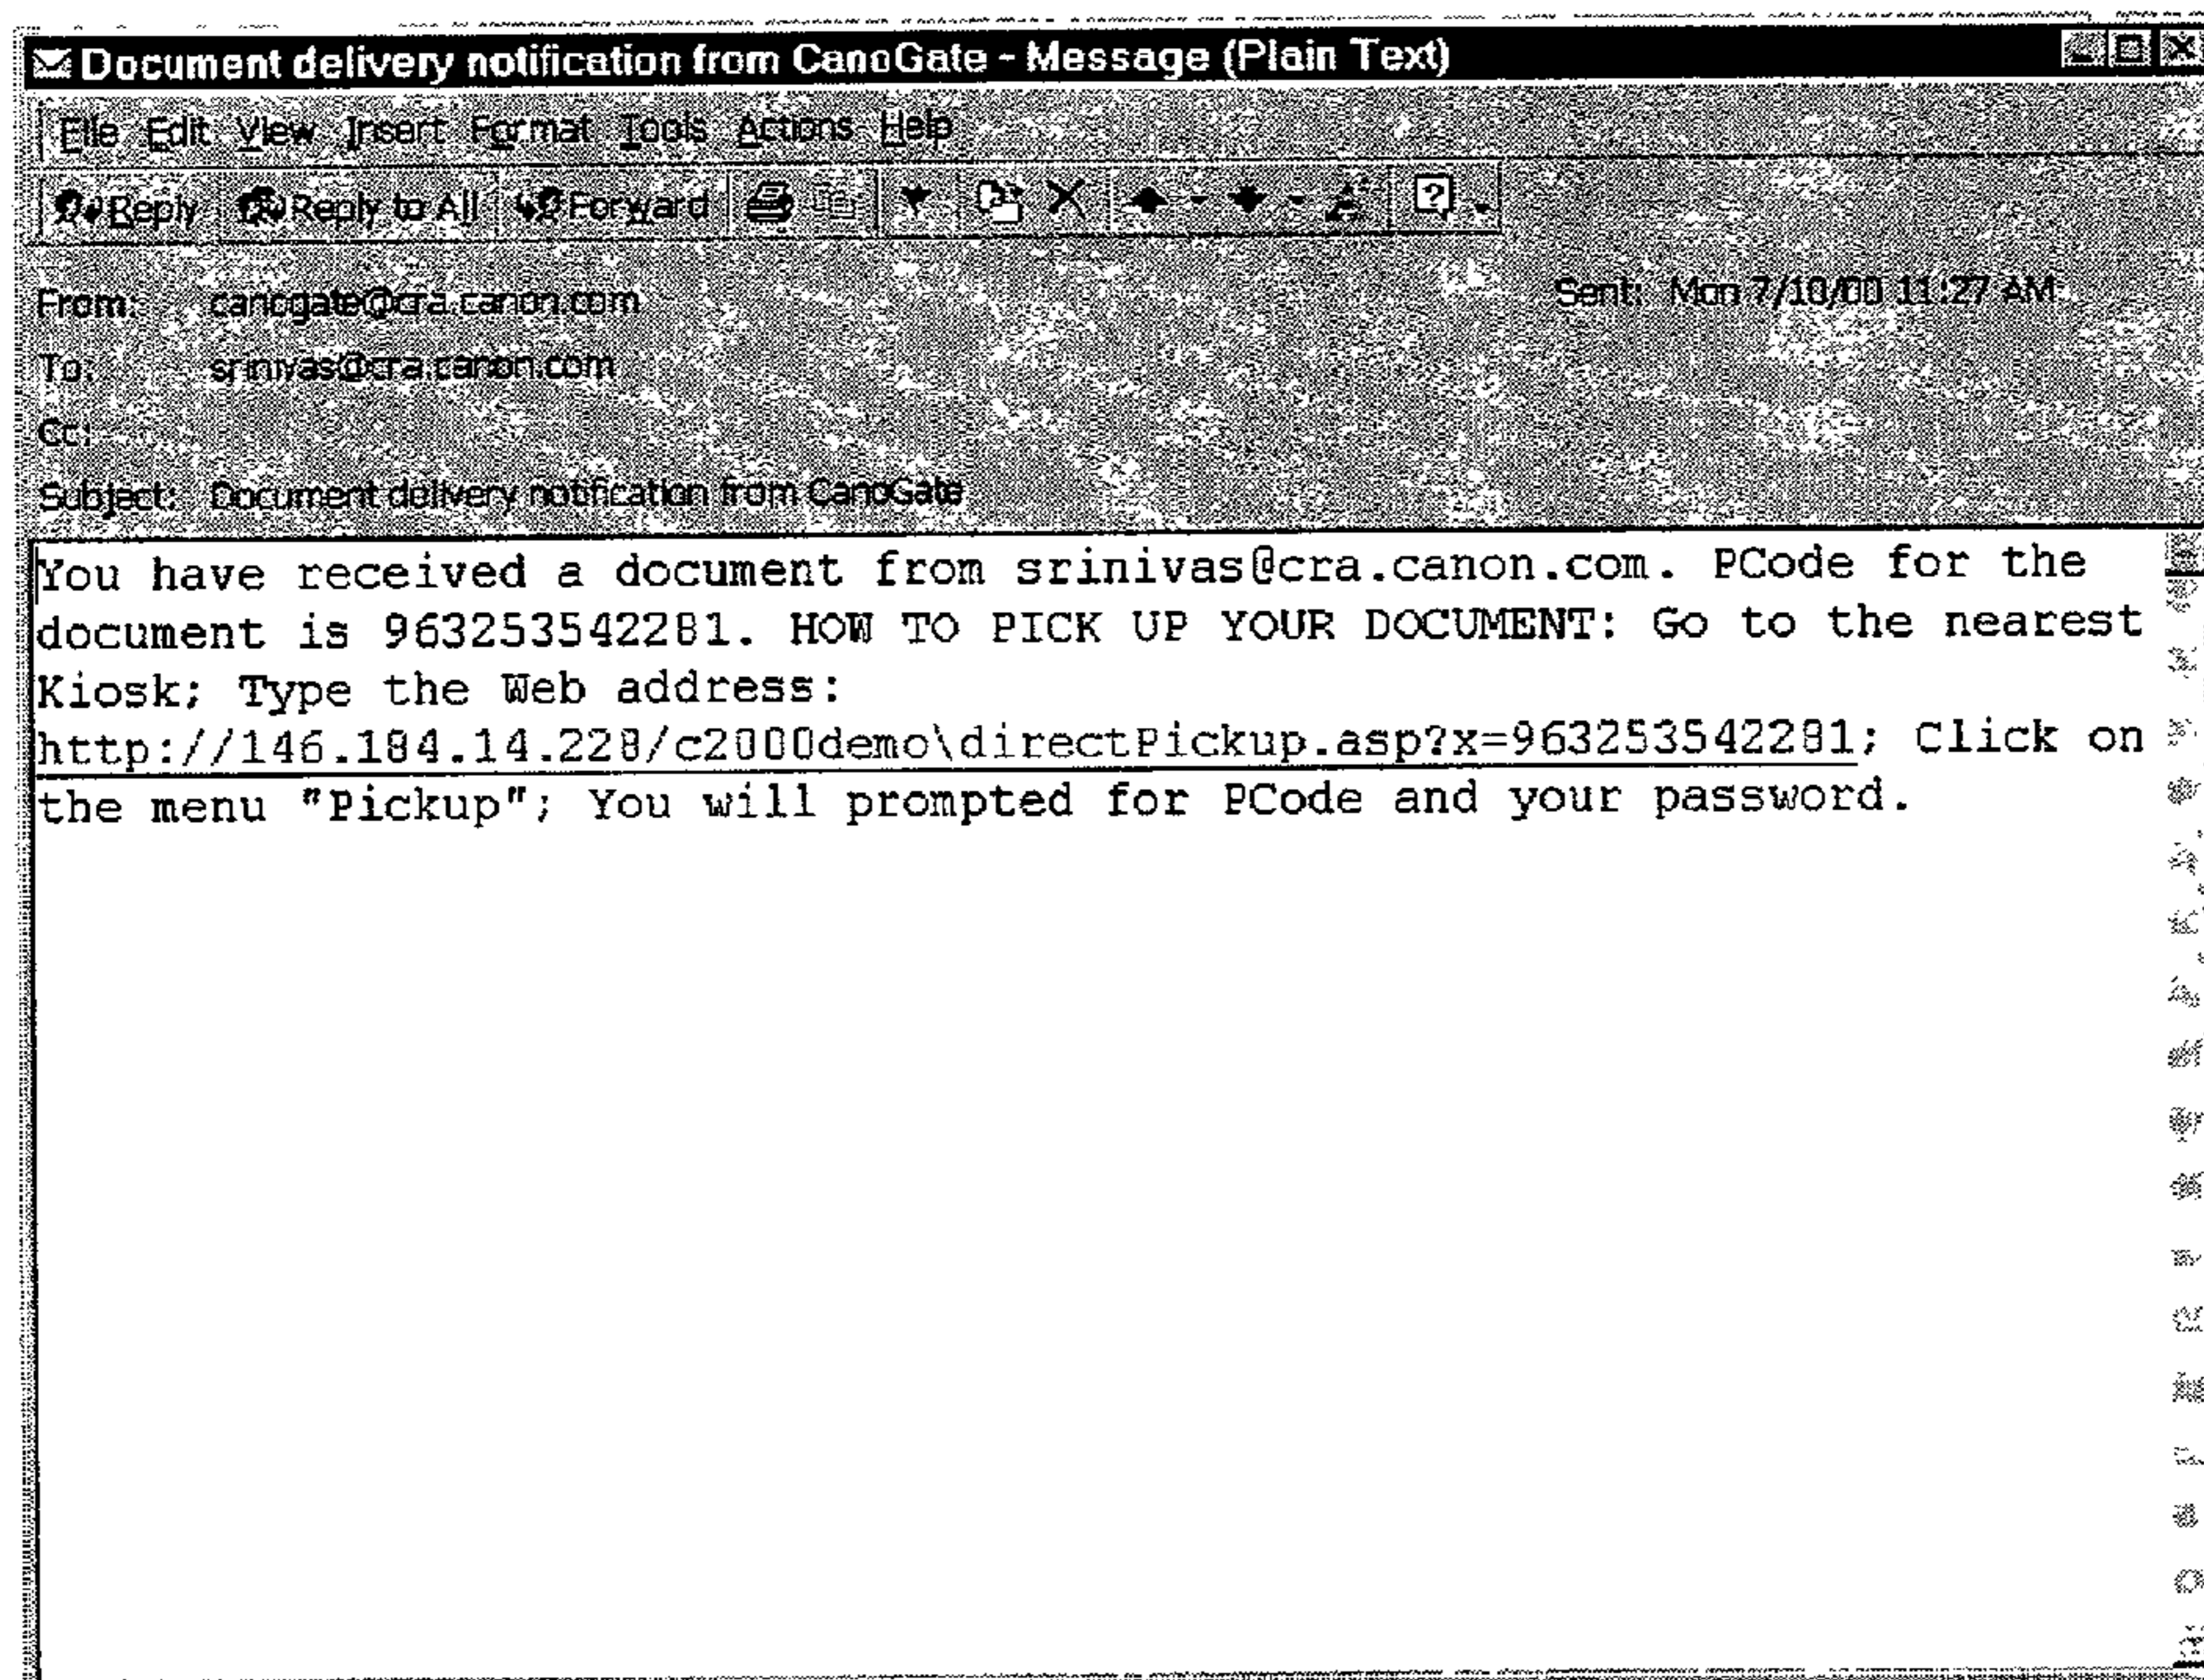 Document delivery notification from CanoGate - Message (Plain Text)
File Edit View Insert Format Tools Actions Help
Reply Reply to All Forward
From: canogate@cra.canon.com Sent: Mon 7/10/00 11:27 AM
To: srinivas@cra.canon.com
Cc:
Subject: Document delivery notification from CanoGate
You have received a document from srinivas@cra.canon.com. PCode for the
document is 963253542281. HOW TO PICK UP YOUR DOCUMENT: Go to the nearest
Kiosk; Type the Web address:
http://146.184.14.228/c2000demo\directPickup.asp?x=963253542281; Click on
the menu "Pickup"; You will prompted for PCode and your password.